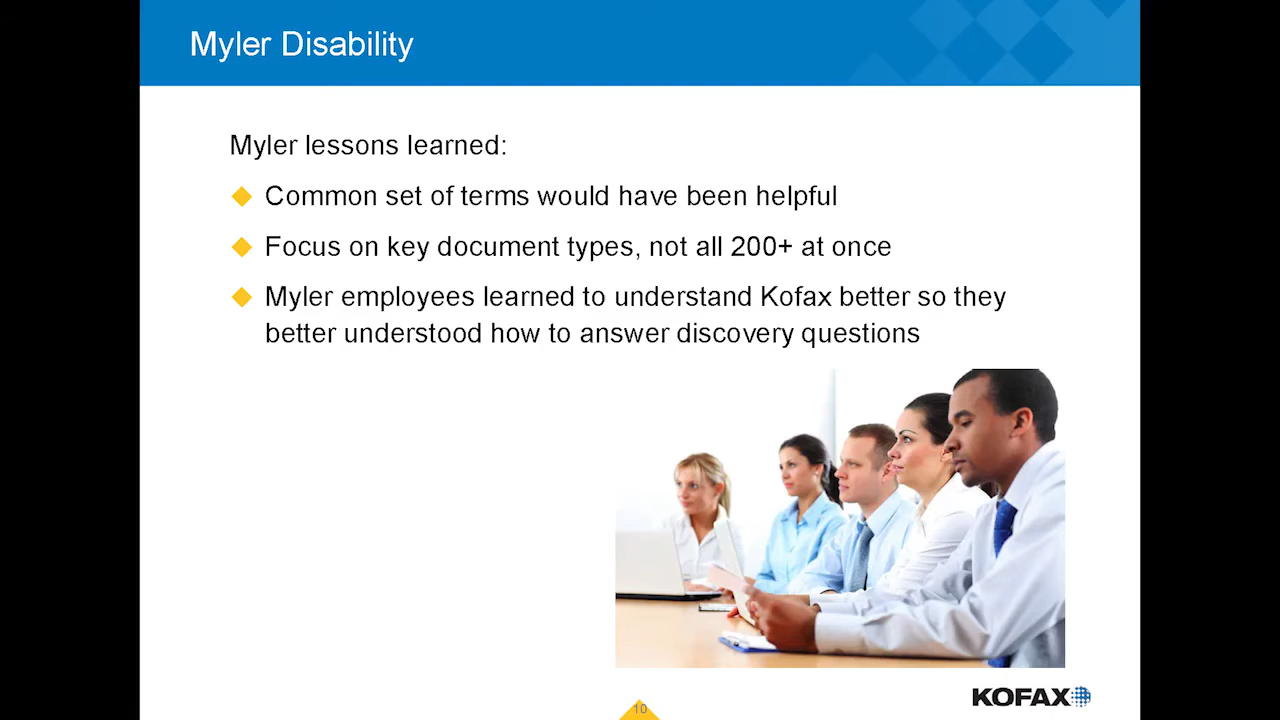 Myler Disability
Myler lessons learned:
Common set of terms would have been helpful
Focus on key document types, not all 200+ at once
Myler employees learned to understand Kofax better so they
better understood how to answer discovery questions
KOFAX
10